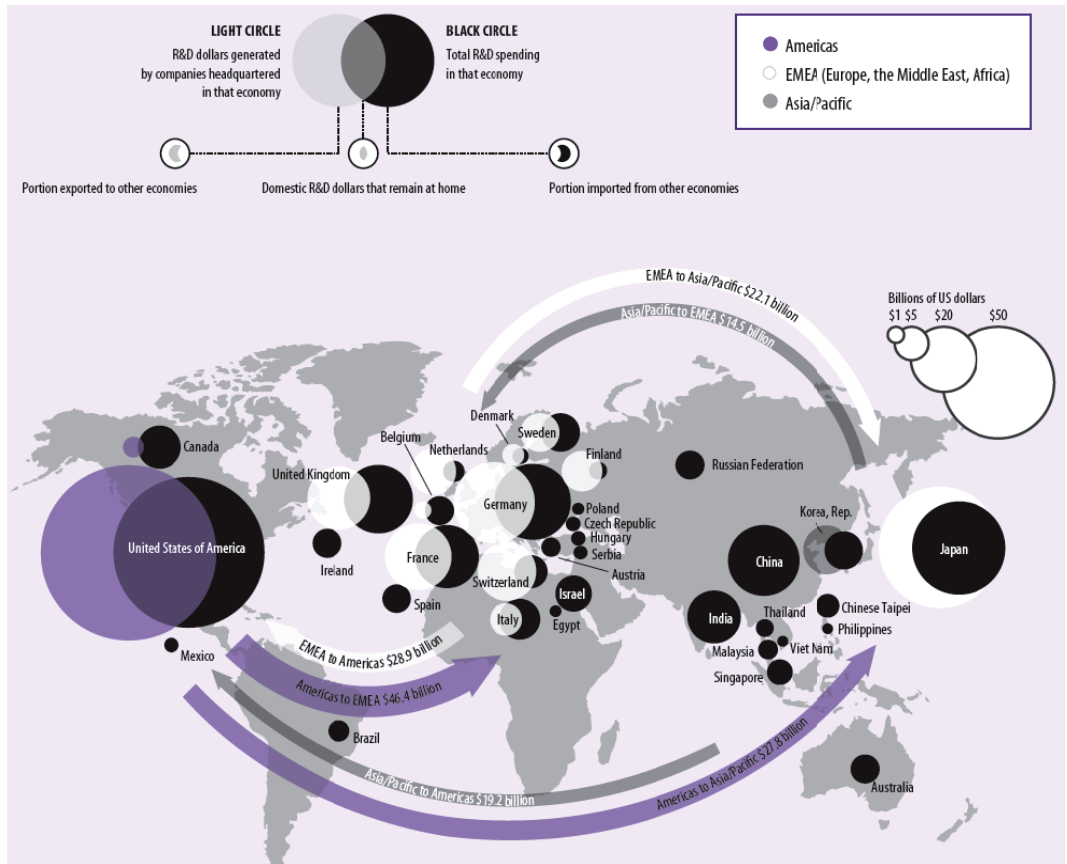 LIGHT CIRCLE
R&D dollars generated
by companies headquartered
in that economy
BLACK CIRCLE
Total R&D spending
in that economy
Portion exported to other economies
Domestic R&D dollars that remain at home
Portion imported from other economies
Americas
EMEA (Europe, the Middle East, Africa)
Asia/Pacific
Billions of US dollars
$1 $5 $20 $50
EMEA to Asia/Pacific $22.1 billion
Asia/Pacific to EMEA $14.5 billion
Denmark
Sweden
Belgium
Netherlands
Finland
Canada
United Kingdom
Germany
Russian Federation
Poland
Czech Republic
Hungary
Serbia
Austria
Korea, Rep.
United States of America
Ireland
France
Switzerland
China
Japan
Spain
Italy
Israel
Egypt
India
Thailand
Chinese Taipei
Philippines
Malaysia
Viet Nam
Singapore
Mexico
Brazil
Australia
EMEA to Americas $28.9 billion
Americas to EMEA $46.4 billion
Asia/Pacific to Americas $19.2 billion
Americas to Asia/Pacific $27.8 billion